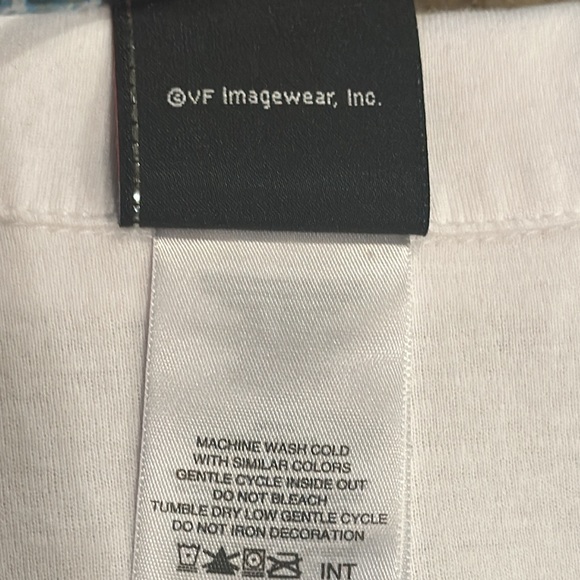 ©VF Imagewear, Inc.
MACHINE WASH COLD
WITH SIMILAR COLORS
GENTLE CYCLE INSIDE OUT
DO NOT BLEACH
TUMBLE DRY LOW GENTLE CYCLE
DO NOT IRON DECORATION
INT